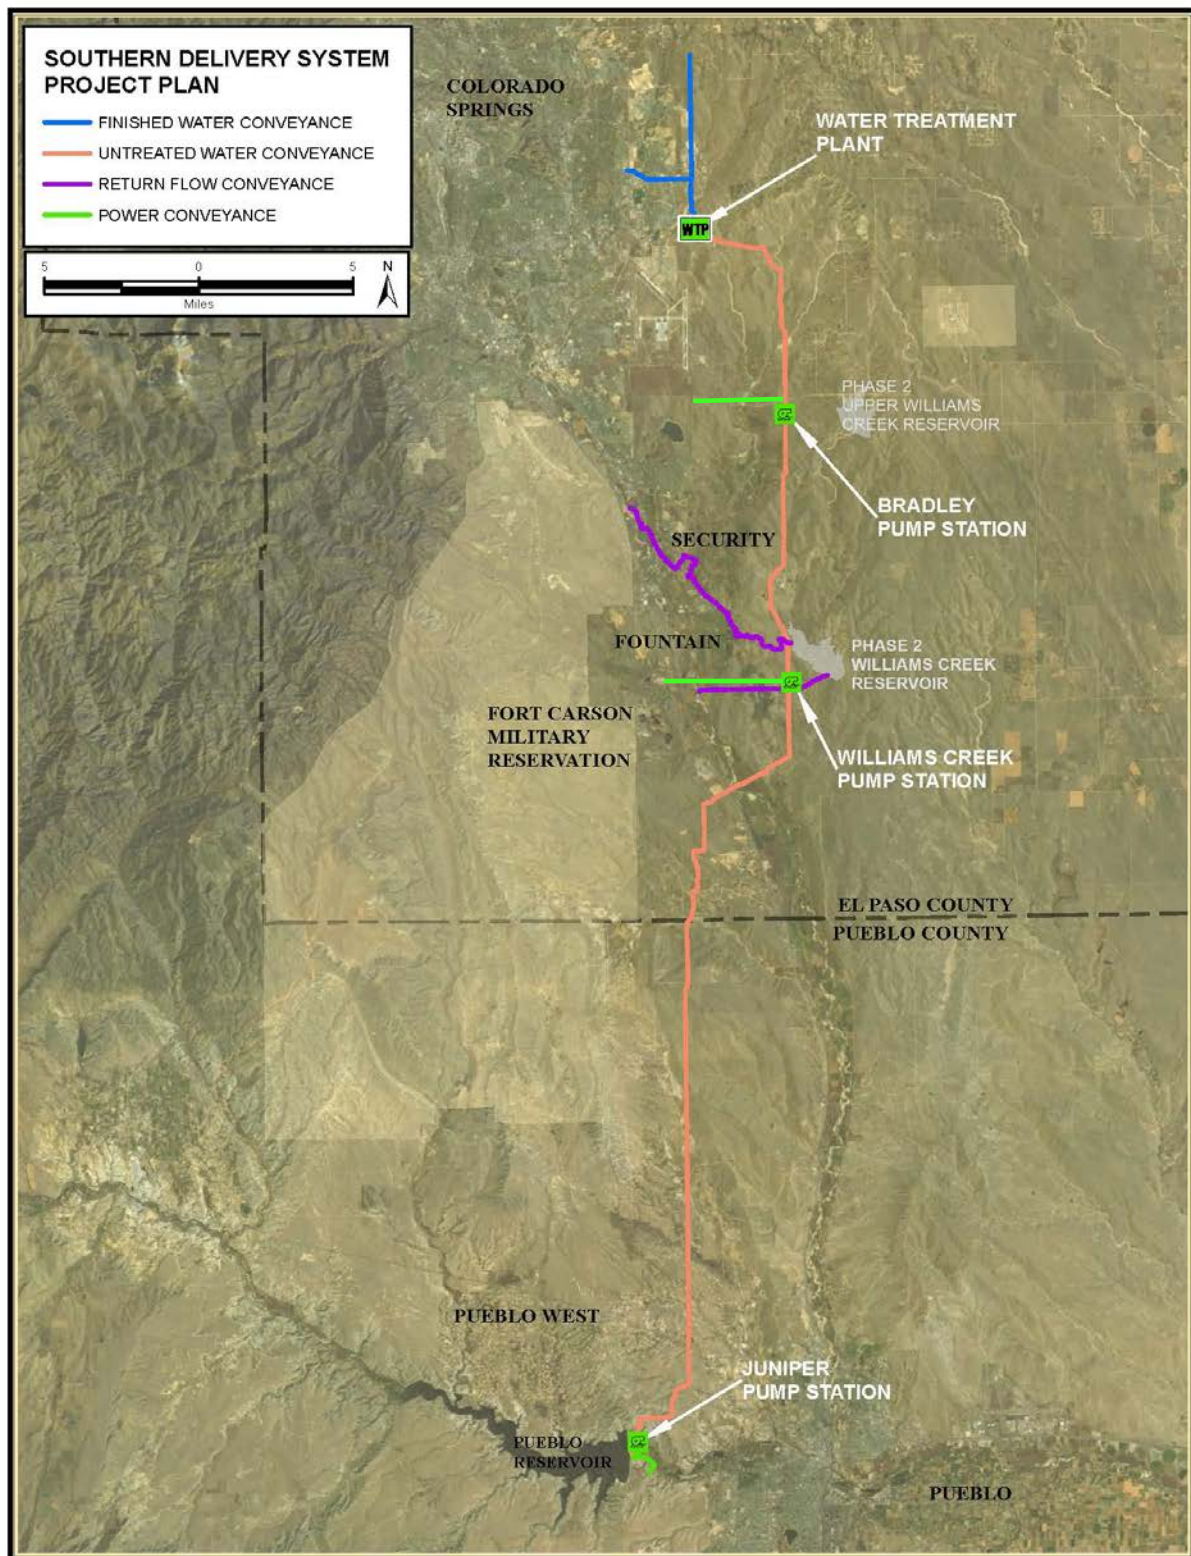 SOUTHERN DELIVERY SYSTEM
PROJECT PLAN
FINISHED WATER CONVEYANCE
UNTREATED WATER CONVEYANCE
RETURN FLOW CONVEYANCE
POWER CONVEYANCE
5 0 5
Miles
N
COLORADO
SPRINGS
WATER TREATMENT
PLANT
WTP
PHASE 2
UPPER WILLIAMS
CREEK RESERVOIR
BRADLEY
PUMP STATION
SECURITY
FOUNTAIN
PHASE 2
WILLIAMS CREEK
RESERVOIR
FORT CARSON
MILITARY
RESERVATION
WILLIAMS CREEK
PUMP STATION
EL PASO COUNTY
PUEBLO COUNTY
PUEBLO WEST
JUNIPER
PUMP STATION
PUEBLO
RESERVOIR
PUEBLO